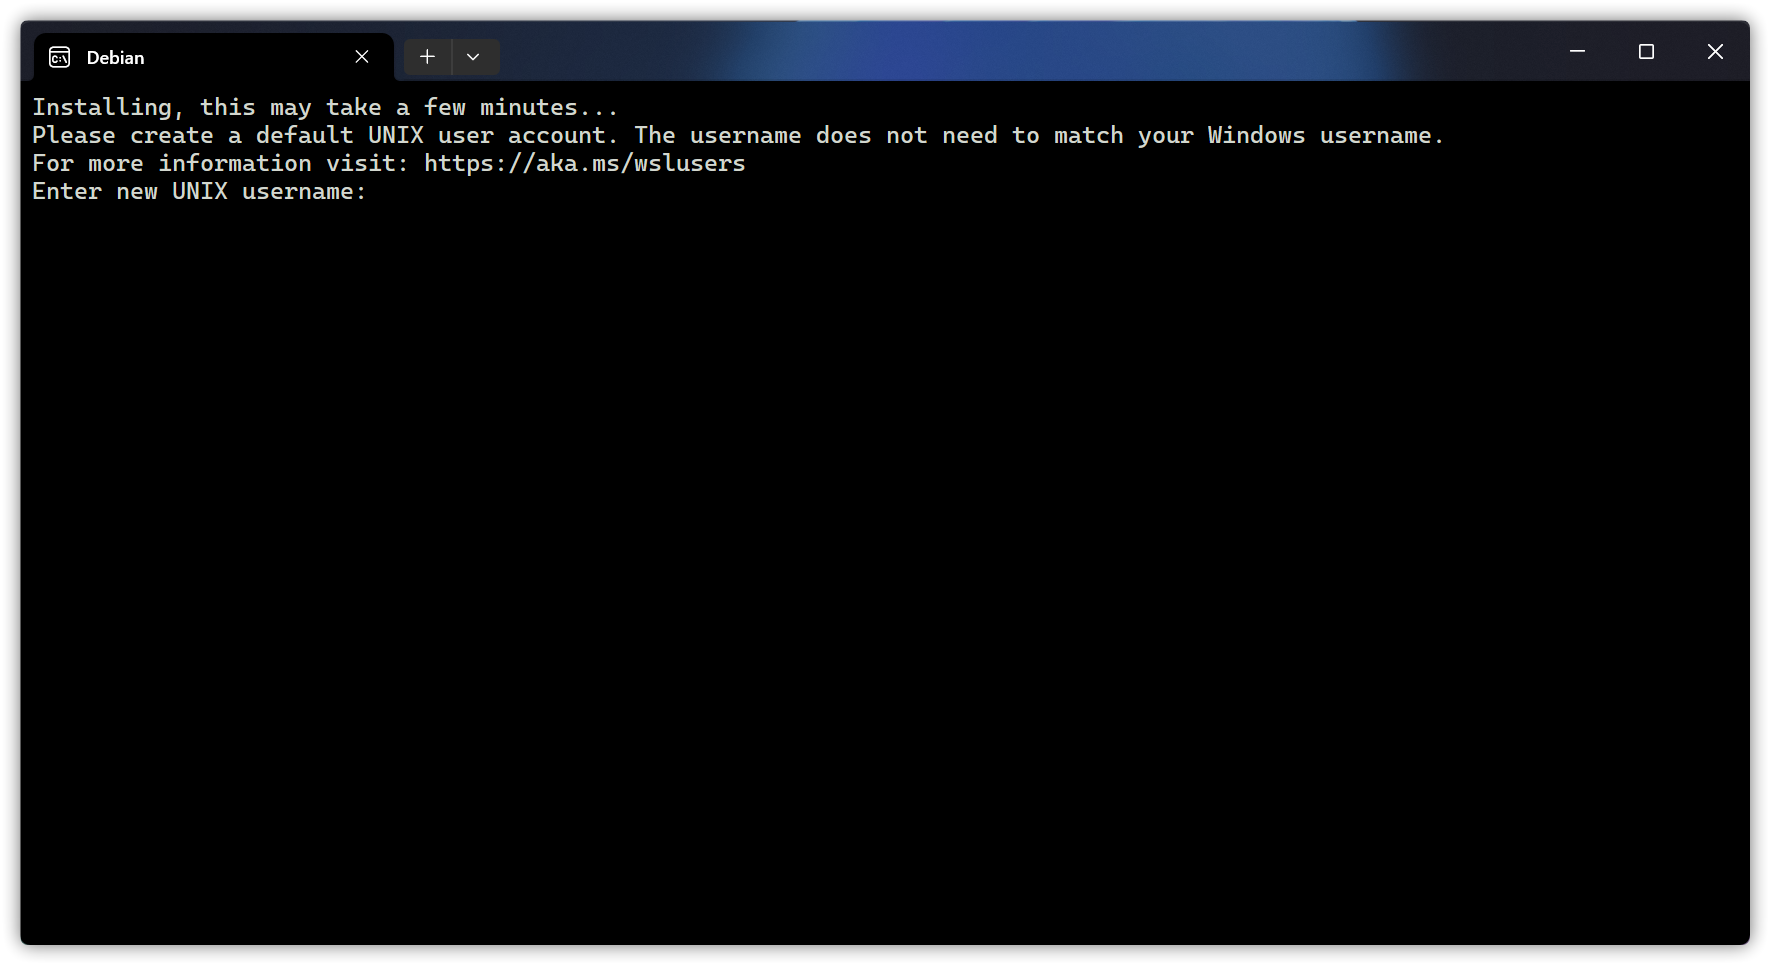 Debian
Installing, this may take a few minutes...
Please create a default UNIX user account. The username does not need to match your Windows username.
For more information visit: https://aka.ms/wslusers
Enter new UNIX username: